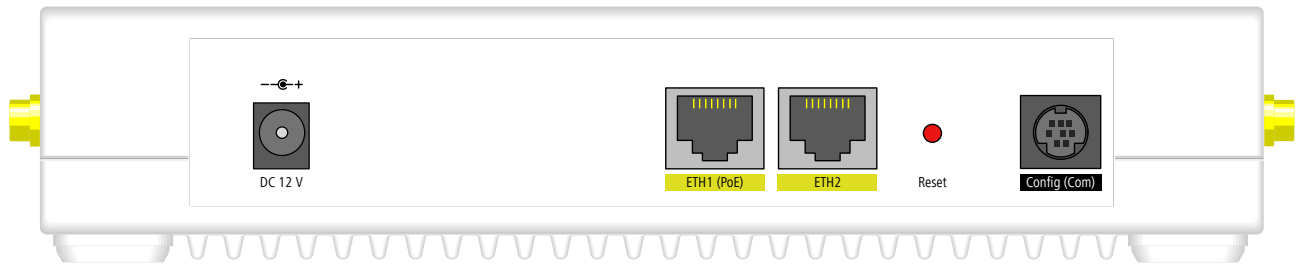 DC 12 V
ETH1 (PoE)
ETH2
Reset
Config (Com)